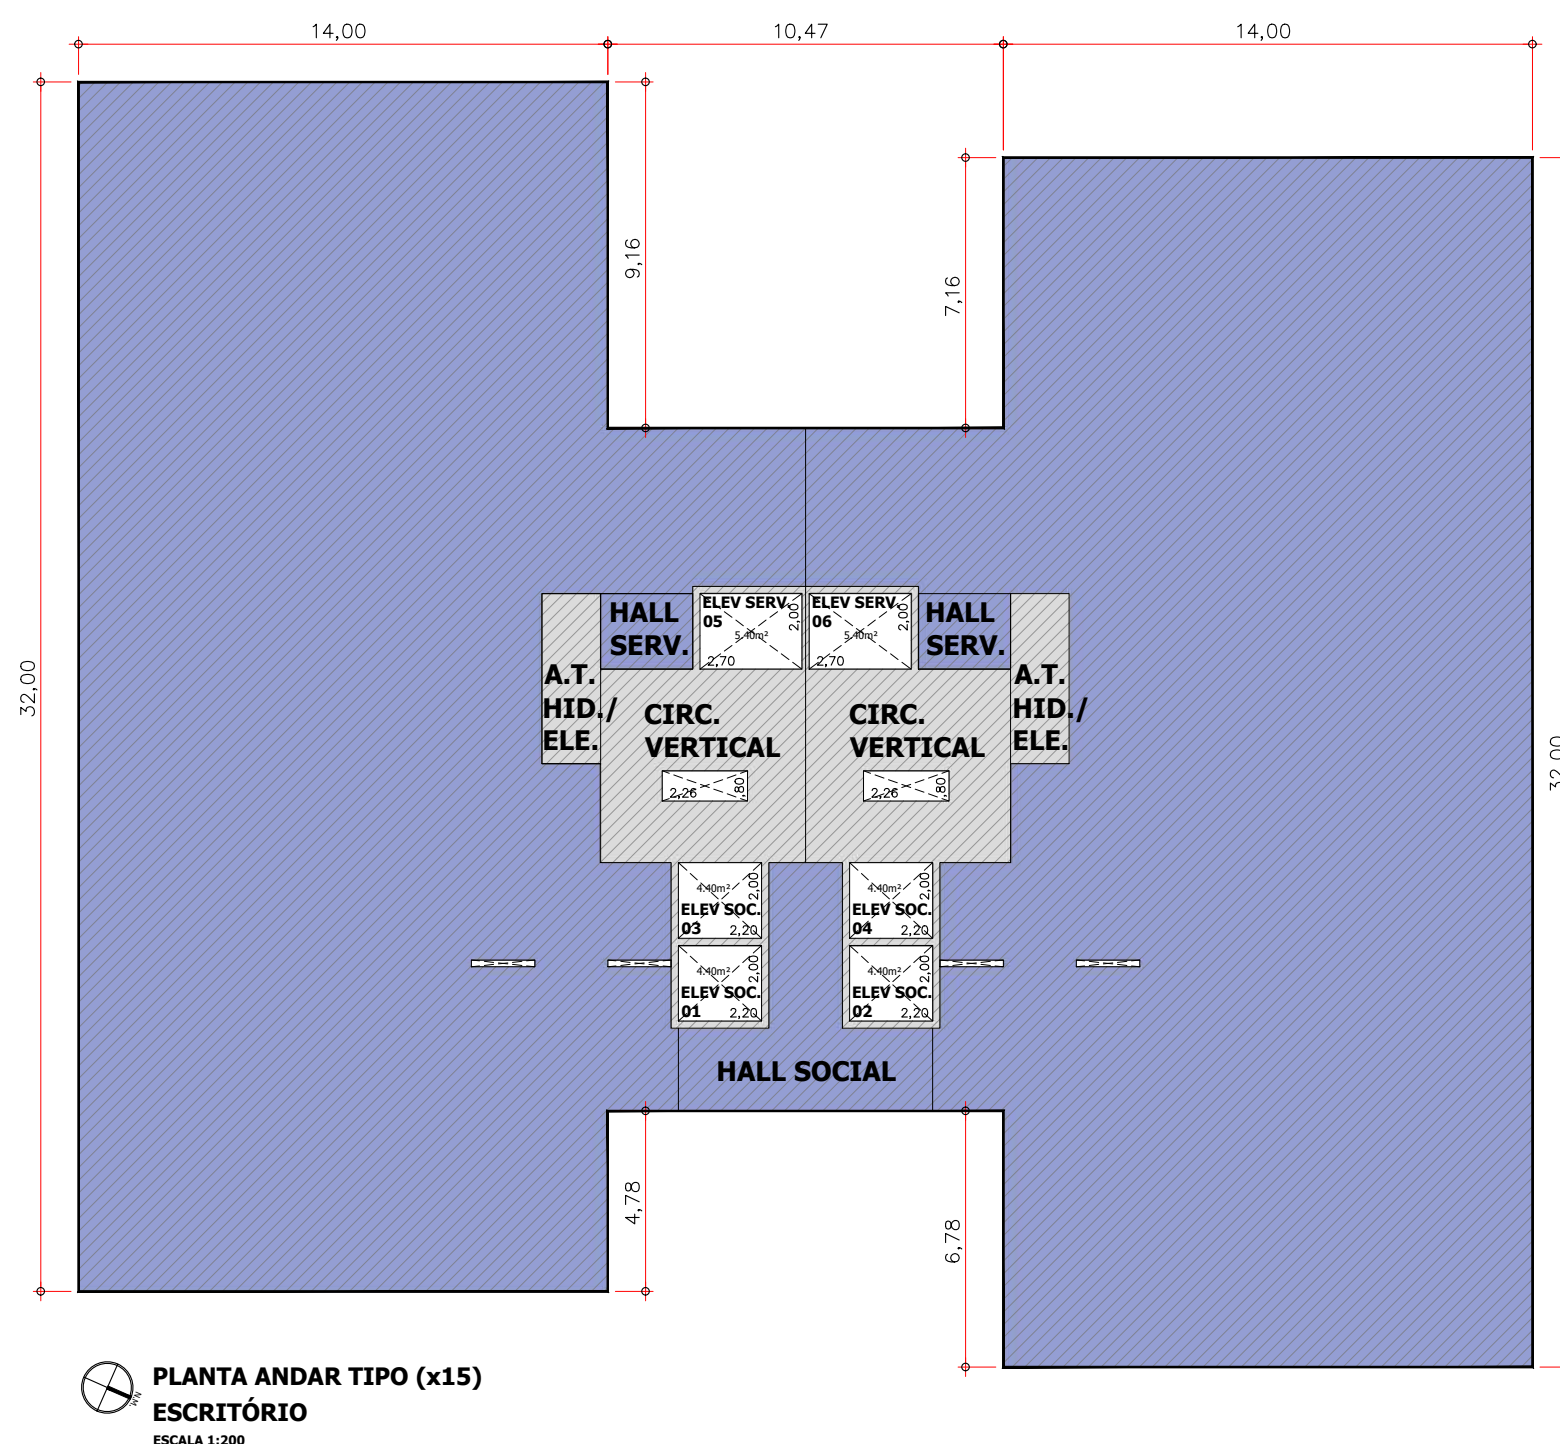 14,00
10,47
14,00
9,16
7,16
32,00
32,00
HALL
SERV.
ELEV SERV.
05
5.40m²
2,00
2,70
ELEV SERV.
06
5.40m²
2,00
2,70
HALL
SERV.
A.T.
HID./
ELE.
CIRC.
VERTICAL
2,26
,80
CIRC.
VERTICAL
2,26
,80
A.T.
HID./
ELE.
4.40m²
2,00
ELEV SOC.
03
2,20
4.40m²
2,00
ELEV SOC.
04
2,20
4.40m²
2,00
ELEV SOC.
01
2,20
4.40m²
2,00
ELEV SOC.
02
2,20
HALL SOCIAL
4,78
6,78
N.M.
PLANTA ANDAR TIPO (x15)
ESCRITÓRIO
ESCALA 1:200